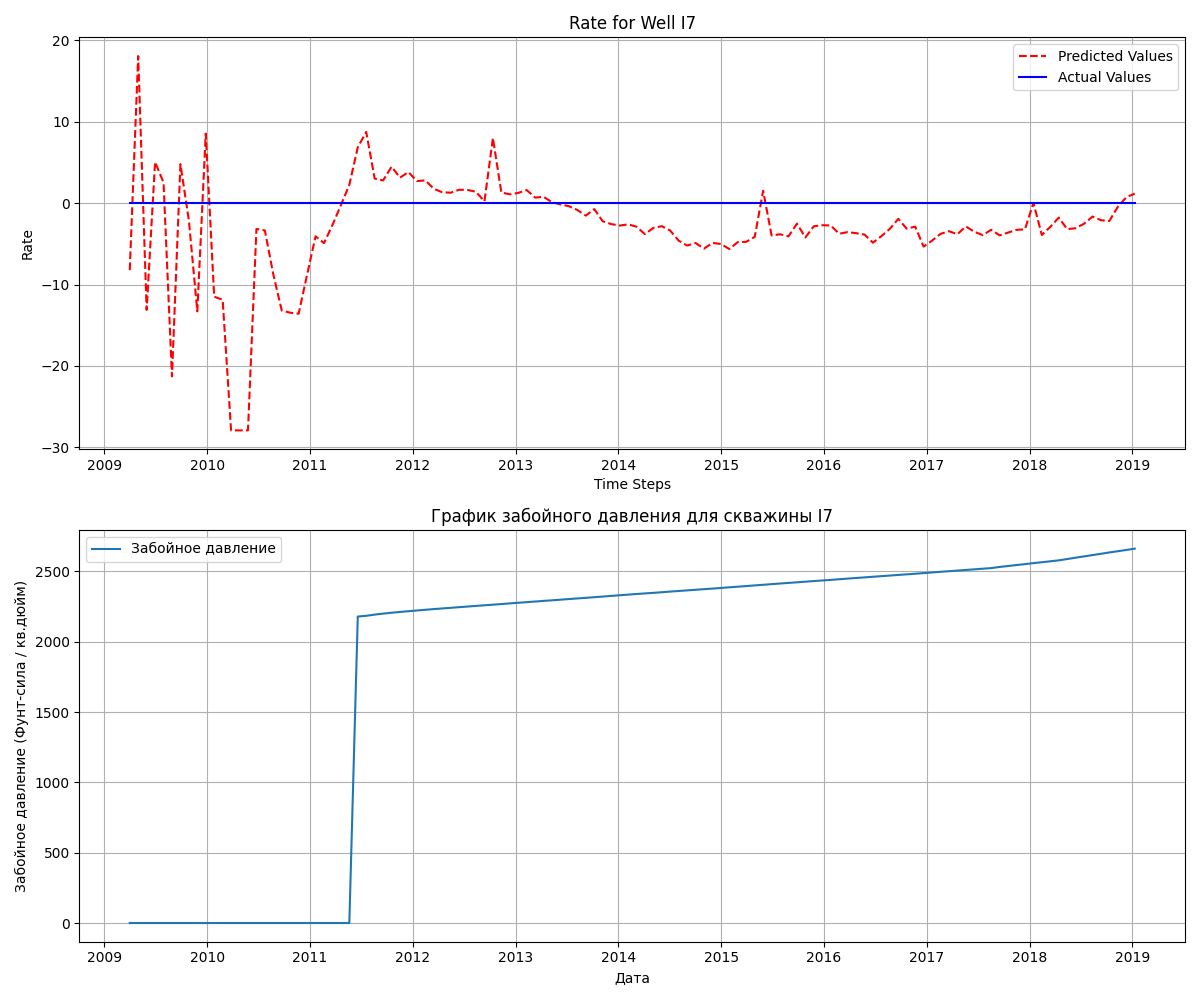 Rate for Well I7
Predicted Values
Actual Values
Rate
20
10
0
−10
−20
−30
2009 2010 2011 2012 2013 2014 2015 2016 2017 2018 2019
Time Steps
График забойного давления для скважины I7
Забойное давление
Забойное давление (Фунт-сила / кв.дюйм)
2500
2000
1500
1000
500
0
2009 2010 2011 2012 2013 2014 2015 2016 2017 2018 2019
Дата